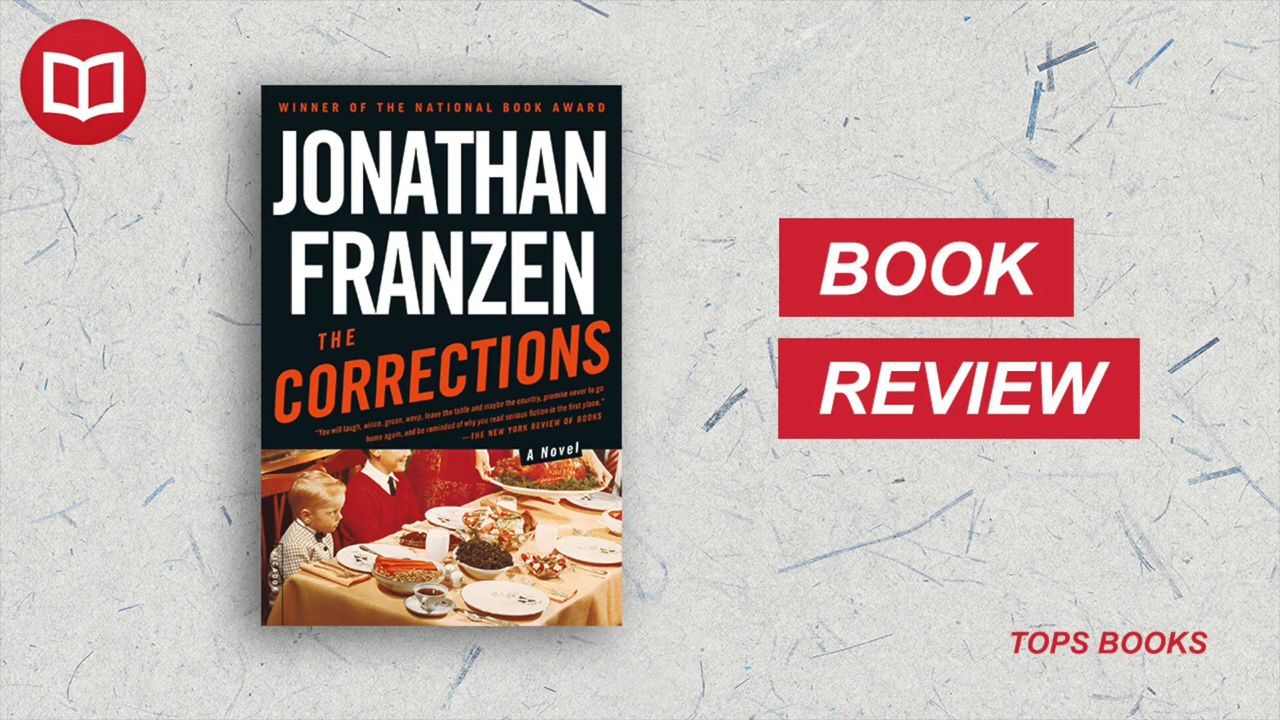 WINNER OF THE NATIONAL BOOK AWARD
JONATHAN
FRANZEN
THE
CORRECTIONS
"You will laugh, wince, groan, weep, leave the table and maybe the country, promise never to go
home again, and be reminded of why you read serious fiction in the first place."
—THE NEW YORK REVIEW OF BOOKS
A Novel
PICADOR
BOOK
REVIEW
TOPS BOOKS